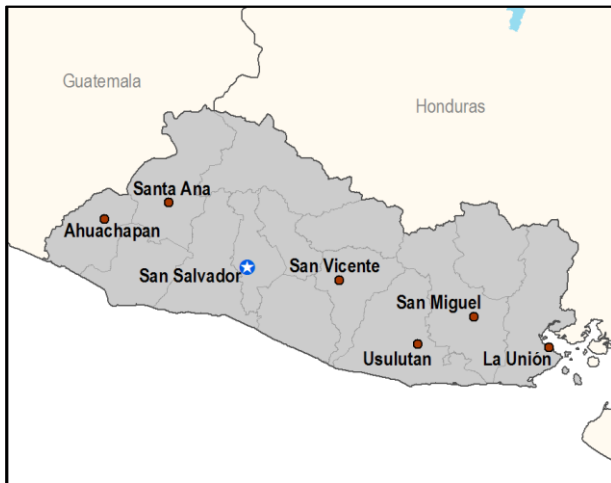 Guatemala
Honduras
Santa Ana
Ahuachapan
San Salvador
San Vicente
San Miguel
Usulutan
La Unión